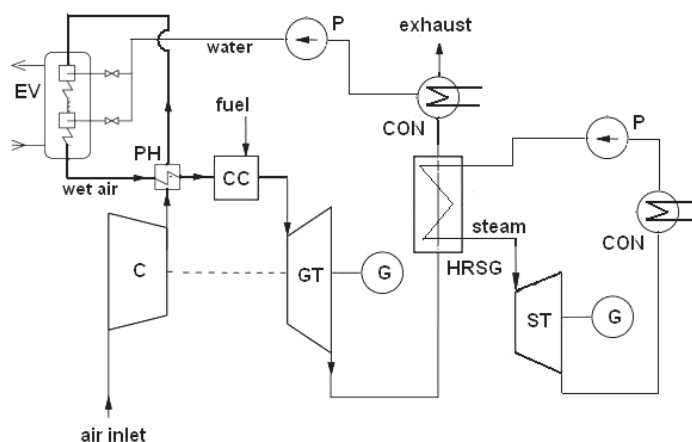 exhaust
P
water
EV
fuel
CON
P
PH
CC
wet air
steam
CON
HRSG
C
GT
G
ST
G
air inlet